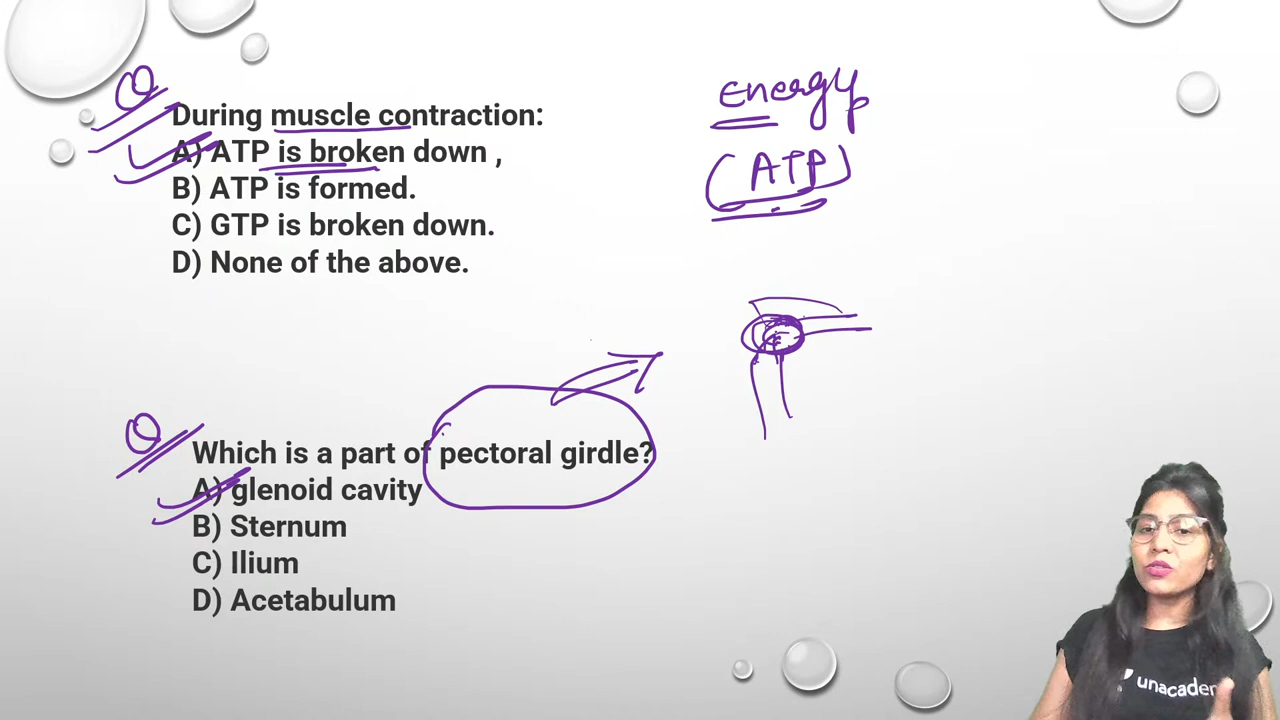 Q
During muscle contraction:
A) ATP is broken down ,
B) ATP is formed.
C) GTP is broken down.
D) None of the above.
Energy
(ATP)
Q
Which is a part of pectoral girdle?
A) glenoid cavity
B) Sternum
C) Ilium
D) Acetabulum
unacadem